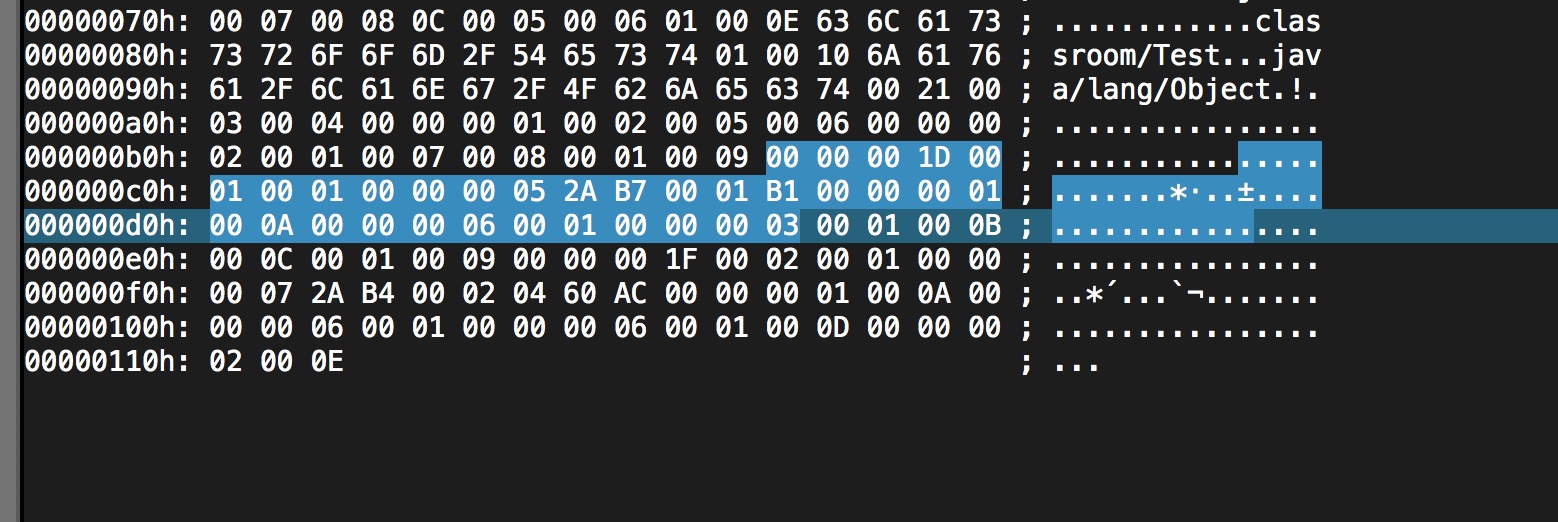 00000070h: 00 07 00 08 0C 00 05 00 06 01 00 0E 63 6C 61 73 ; ............clas
00000080h: 73 72 6F 6F 6D 2F 54 65 73 74 01 00 10 6A 61 76 ; sroom/Test...jav
00000090h: 61 2F 6C 61 6E 67 2F 4F 62 6A 65 63 74 00 21 00 ; a/lang/Object.!.
000000a0h: 03 00 04 00 00 00 01 00 02 00 05 00 06 00 00 00 ; ................
000000b0h: 02 00 01 00 07 00 08 00 01 00 09 00 00 00 1D 00 ; ................
000000c0h: 01 00 01 00 00 00 05 2A B7 00 01 B1 00 00 00 01 ; .......*·..±....
000000d0h: 00 0A 00 00 00 06 00 01 00 00 00 03 00 01 00 0B ; ................
000000e0h: 00 0C 00 01 00 09 00 00 00 1F 00 02 00 01 00 00 ; ................
000000f0h: 00 07 2A B4 00 02 04 60 AC 00 00 00 01 00 0A 00 ; ..*´...`¬.......
00000100h: 00 00 06 00 01 00 00 00 06 00 01 00 0D 00 00 00 ; ................
00000110h: 02 00 0E ; ...